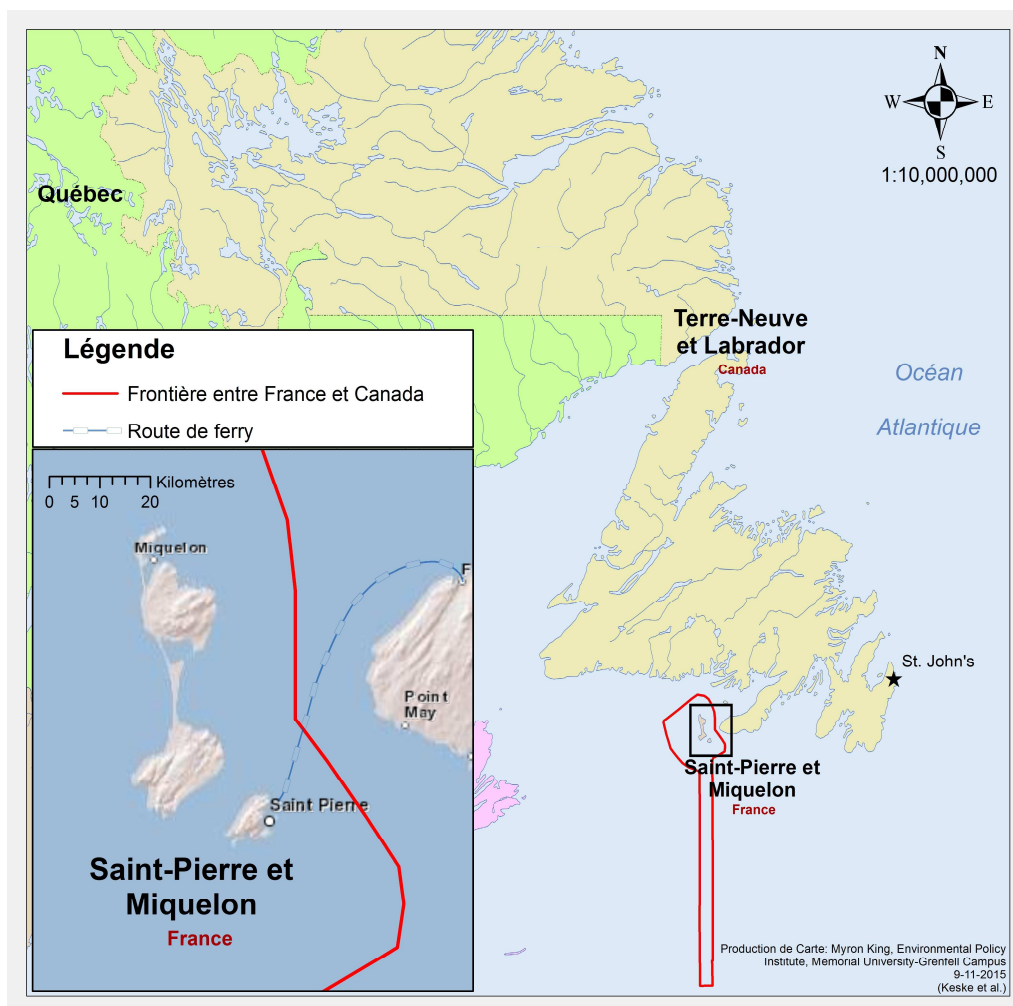 N
W E
S
1:10,000,000
Québec
Terre-Neuve
et Labrador
Canada
Océan
Atlantique
Légende
Frontière entre France et Canada
Route de ferry
Kilomètres
0 5 10 20
Miquelon
F
Point
May
Saint Pierre
Saint-Pierre et
Miquelon
France
St. John's
Saint-Pierre et
Miquelon
France
Production de Carte: Myron King, Environmental Policy
Institute, Memorial University-Grenfell Campus
9-11-2015
(Keske et al.)